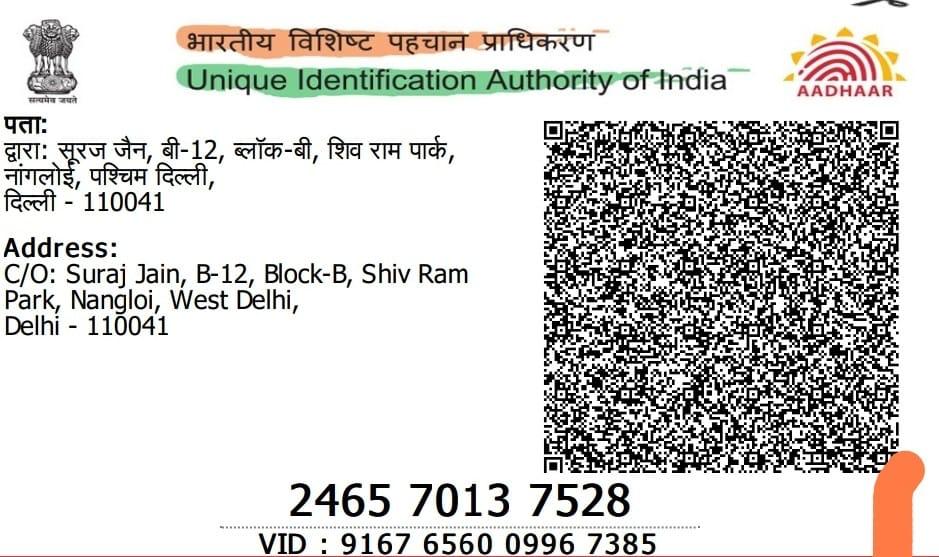 भारतीय विशिष्ट पहचान प्राधिकरण
Unique Identification Authority of India
सत्यमेव जयते
AADHAAR
पता:
द्वारा: सूरज जैन, बी-12, ब्लॉक-बी, शिव राम पार्क,
नांगलोई, पश्चिम दिल्ली,
दिल्ली - 110041
Address:
C/O: Suraj Jain, B-12, Block-B, Shiv Ram
Park, Nangloi, West Delhi,
Delhi - 110041
2465 7013 7528
VID : 9167 6560 0996 7385